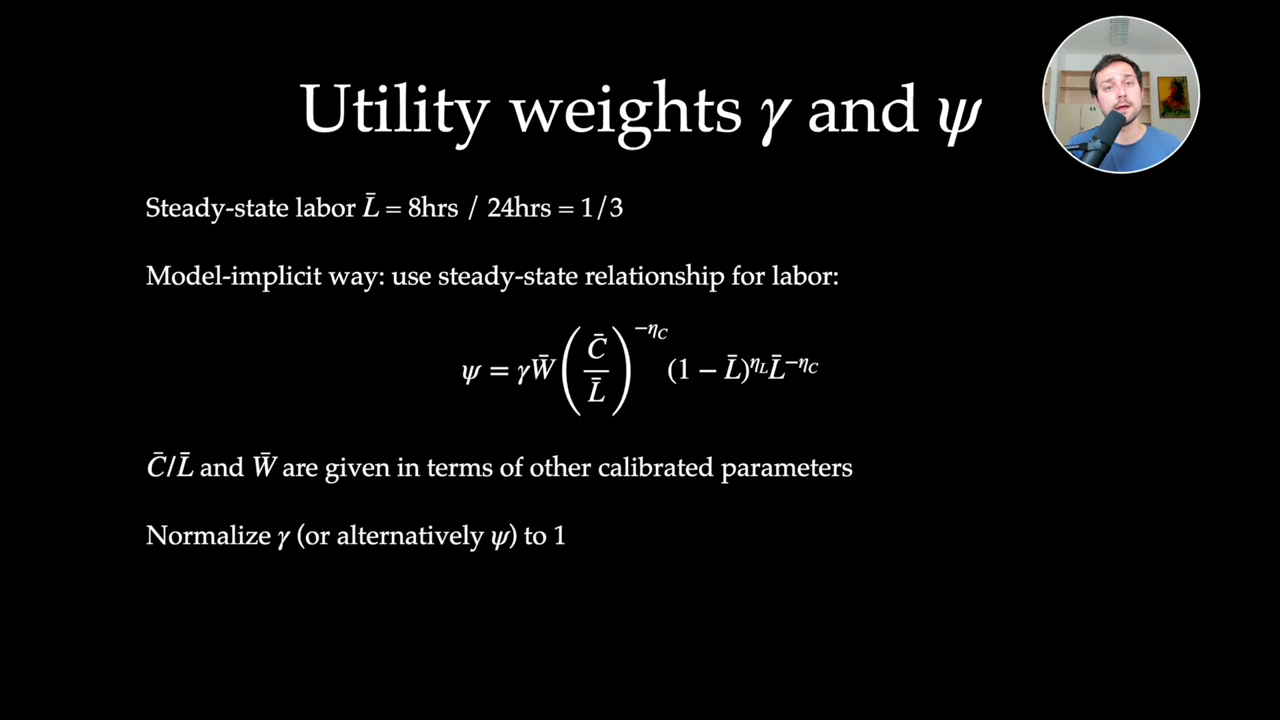 Utility weights γ and ψ
Steady-state labor L̄ = 8hrs / 24hrs = 1/3
Model-implicit way: use steady-state relationship for labor:
ψ = γW̄(C̄/L̄)^{−η_C}(1 − L̄)^{η_L}L̄^{−η_C}
C̄/L̄ and W̄ are given in terms of other calibrated parameters
Normalize γ (or alternatively ψ) to 1